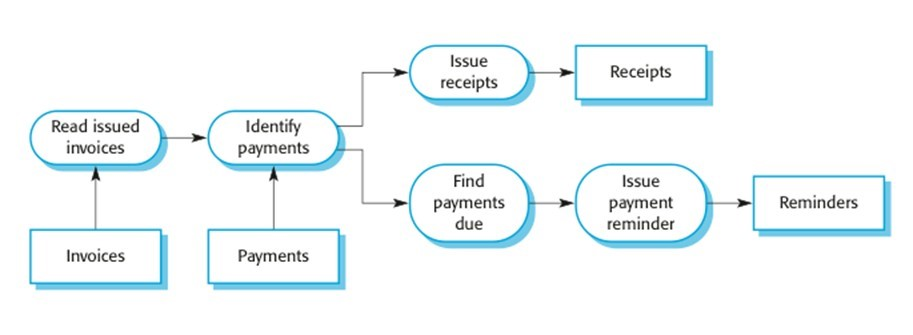 Issue
receipts
Receipts
Read issued
invoices
Identify
payments
Find
payments
due
Issue
payment
reminder
Reminders
Invoices
Payments